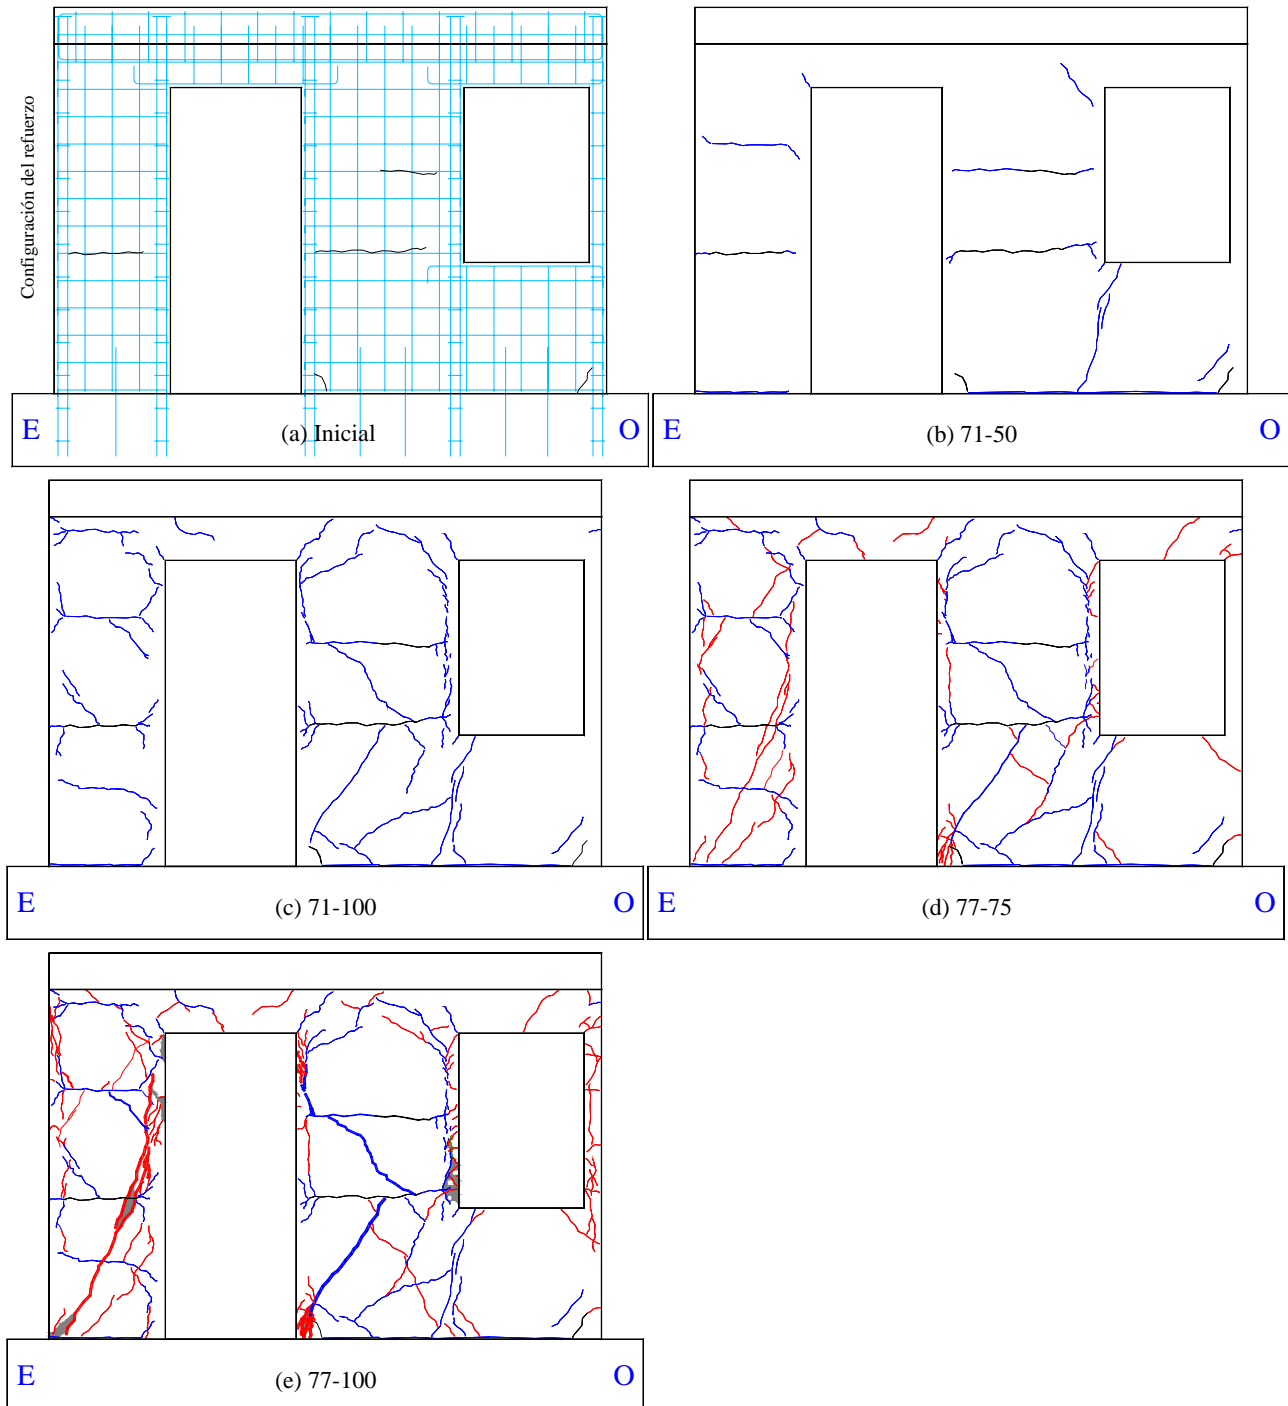 Configuración del refuerzo
E
(a) Inicial
O
E
(b) 71-50
O
E
(c) 71-100
O
E
(d) 77-75
O
E
(e) 77-100
O